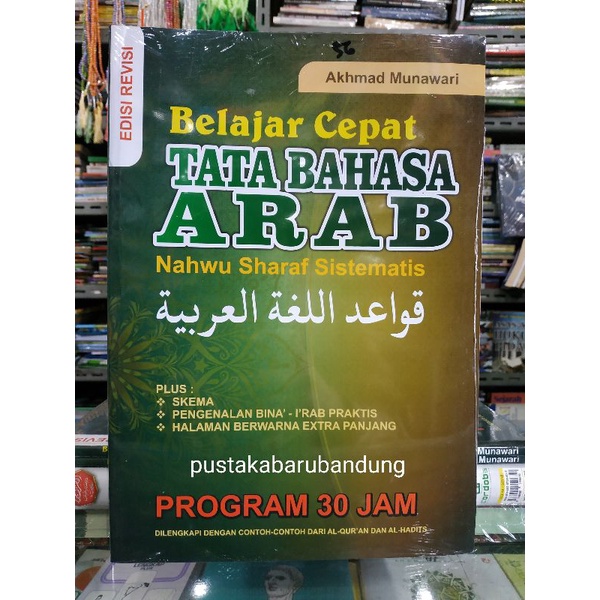 EDISI REVISI
Akhmad Munawari
Belajar Cepat
TATA BAHASA
ARAB
Nahwu Sharaf Sistematis
قواعد اللغة العربية
PLUS :
❖ SKEMA
❖ PENGENALAN BINA' - I'RAB PRAKTIS
❖ HALAMAN BERWARNA EXTRA PANJANG
pustakabarubandung
PROGRAM 30 JAM
DILENGKAPI DENGAN CONTOH-CONTOH DARI AL-QUR'AN DAN AL-HADITS
Munawari
Munawari